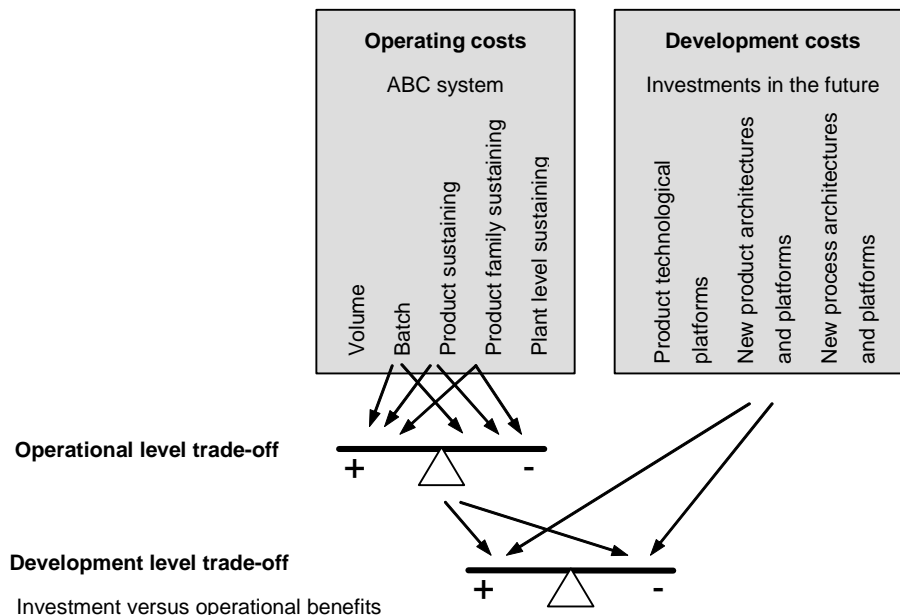 Operating costs
ABC system
Volume
Batch
Product sustaining
Product family sustaining
Plant level sustaining
Development costs
Investments in the future
Product technological
platforms
New product architectures
and platforms
New process architectures
and platforms
Operational level trade-off
+
-
Development level trade-off
+
-
Investment versus operational benefits